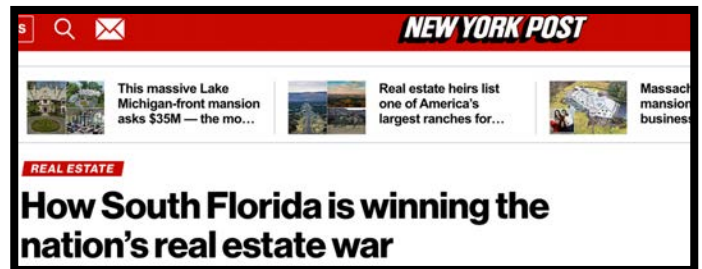 S
NEW YORK POST
This massive Lake
Michigan-front mansion
asks $35M — the mo...
Real estate heirs list
one of America's
largest ranches for...
Massach
mansion
business
REAL ESTATE
How South Florida is winning the
nation's real estate war